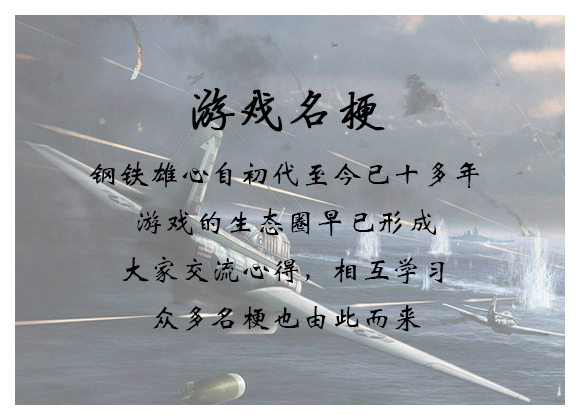 游戏名梗
钢铁雄心自初代至今已十多年
游戏的生态圈早已形成
大家交流心得，相互学习
众多名梗也由此而来